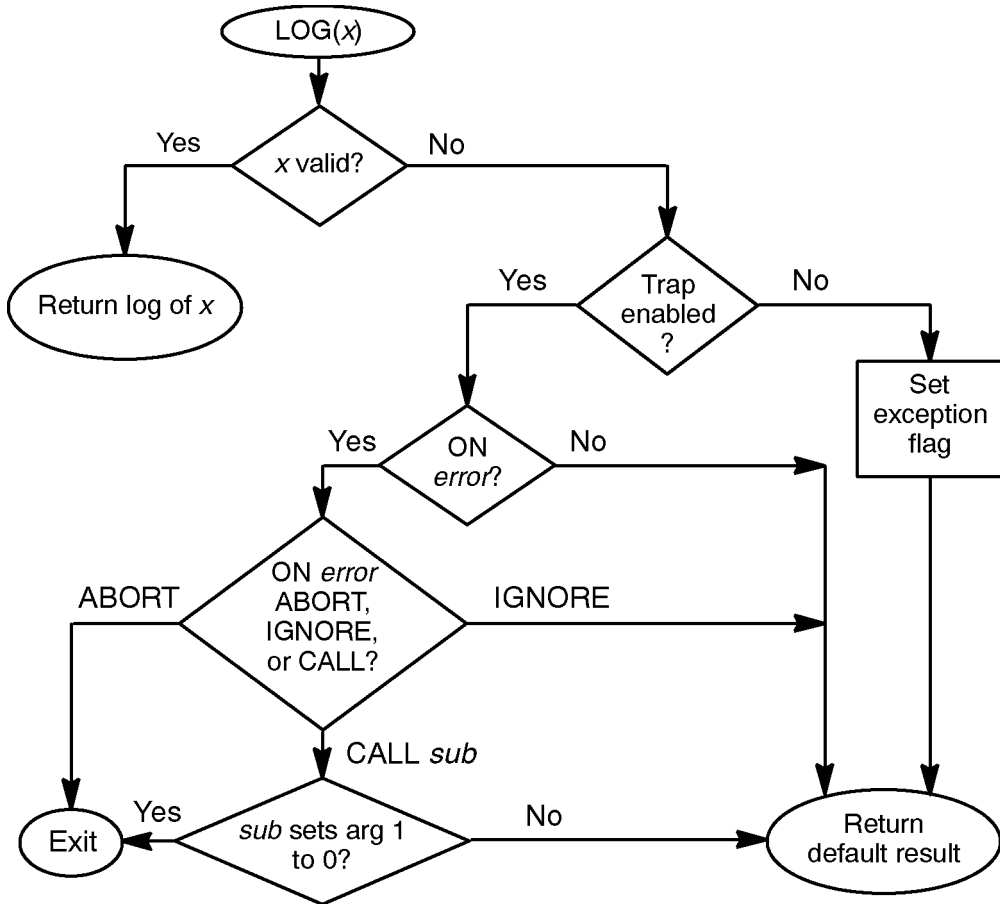 LOG(x)
Yes
No
x valid?
Return log of x
Yes
No
Trap
enabled
?
Set
exception
flag
Yes
No
ON
error?
ON error
ABORT,
IGNORE,
or CALL?
ABORT
IGNORE
CALL sub
Yes
No
sub sets arg 1
to 0?
Exit
Return
default result